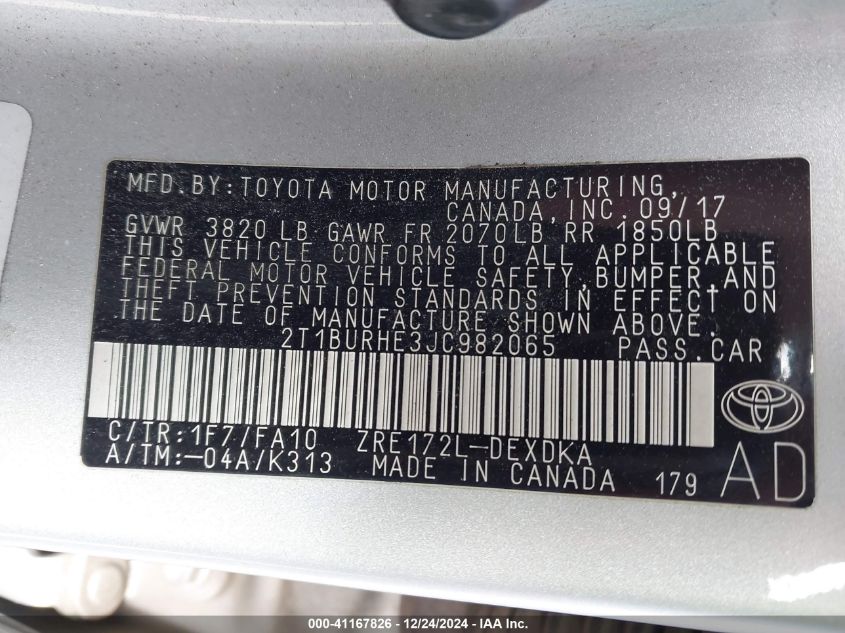 MFD.BY:TOYOTA MOTOR MANUFACTURING,
CANADA,INC. 09/17
GVWR 3820 LB GAWR FR 2070LB RR 1850LB
THIS VEHICLE CONFORMS TO ALL APPLICABLE
FEDERAL MOTOR VEHICLE SAFETY,BUMPER,AND
THEFT PREVENTION STANDARDS IN EFFECT ON
THE DATE OF MANUFACTURE SHOWN ABOVE.
2T1BURHE3JC982065 PASS.CAR
C/TR:1F7/FA10 ZRE172L-DEXDKA
A/TM:-04A/K313 MADE IN CANADA 179 AD
000-41167826 - 12/24/2024 - IAA Inc.